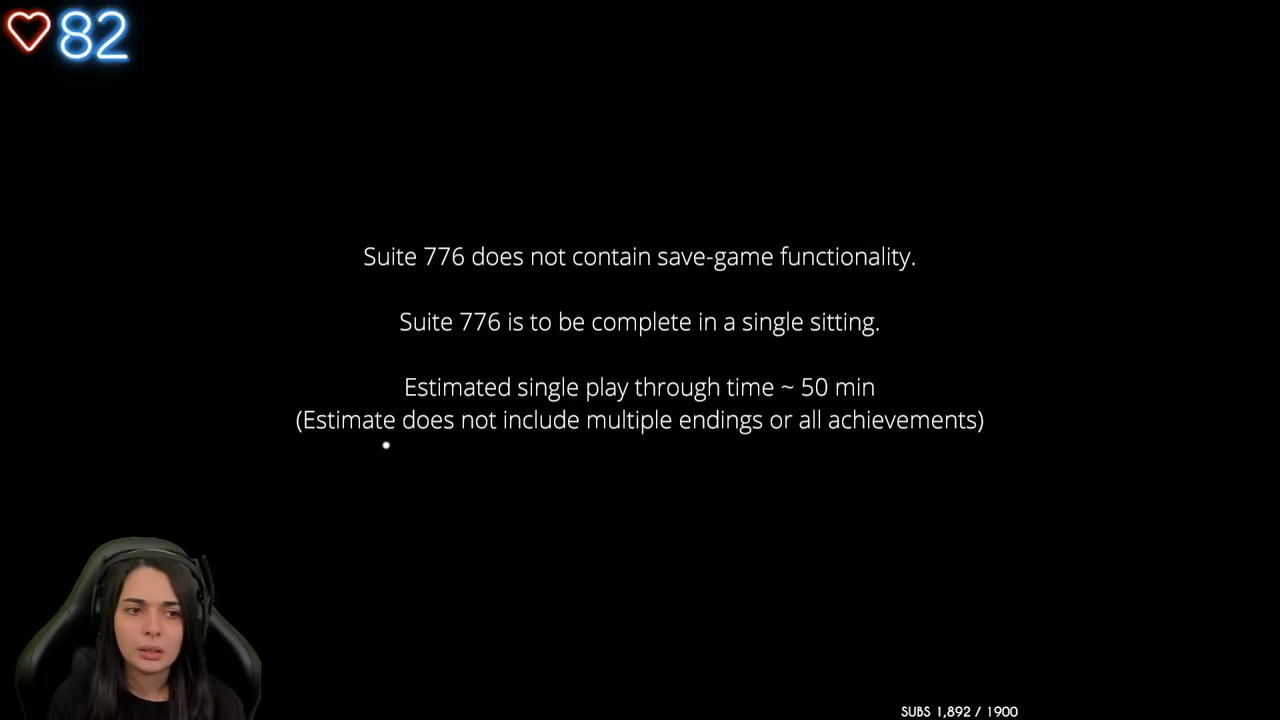 82
Suite 776 does not contain save-game functionality.
Suite 776 is to be complete in a single sitting.
Estimated single play through time ~ 50 min
(Estimate does not include multiple endings or all achievements)
SUBS 1,892 / 1900